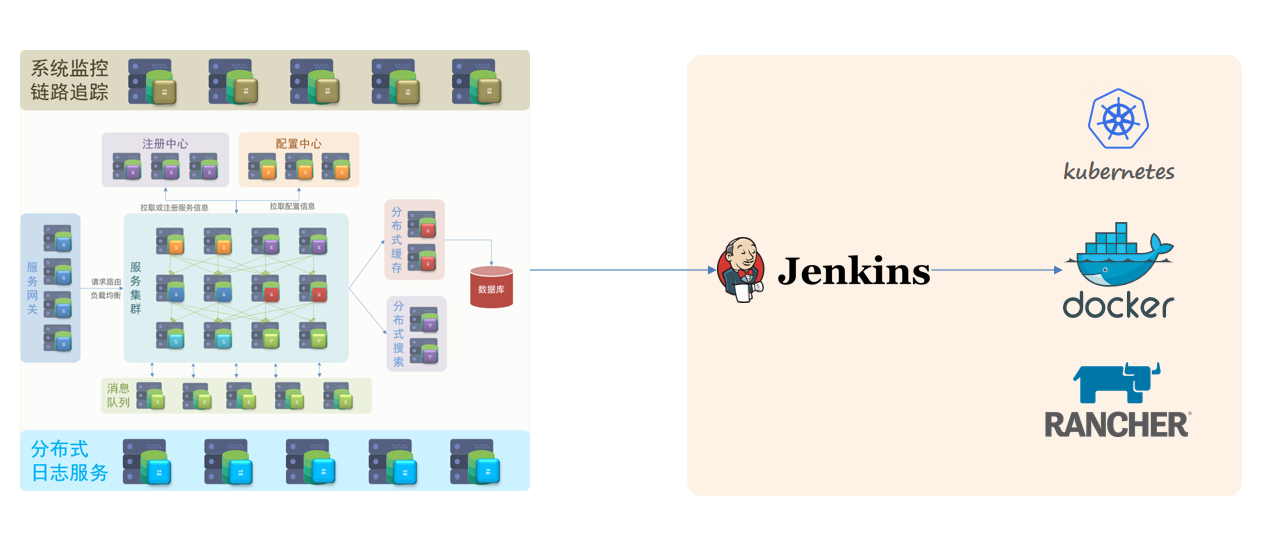 系统监控
链路追踪
注册中心
配置中心
拉取或注册服务信息
拉取配置信息
服务网关
请求路由
负载均衡
服务集群
分布式缓存
数据库
分布式搜索
消息
队列
分布式
日志服务
Jenkins
kubernetes
docker
RANCHER